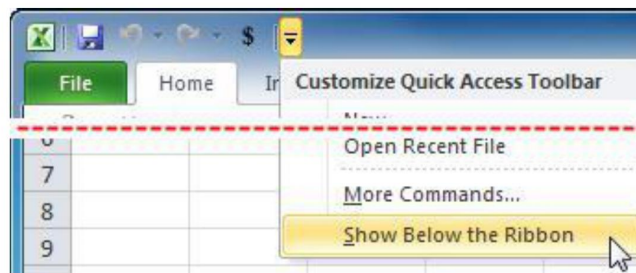 $
File Home Customize Quick Access Toolbar
Open Recent File
7
More Commands...
8
Show Below the Ribbon
9